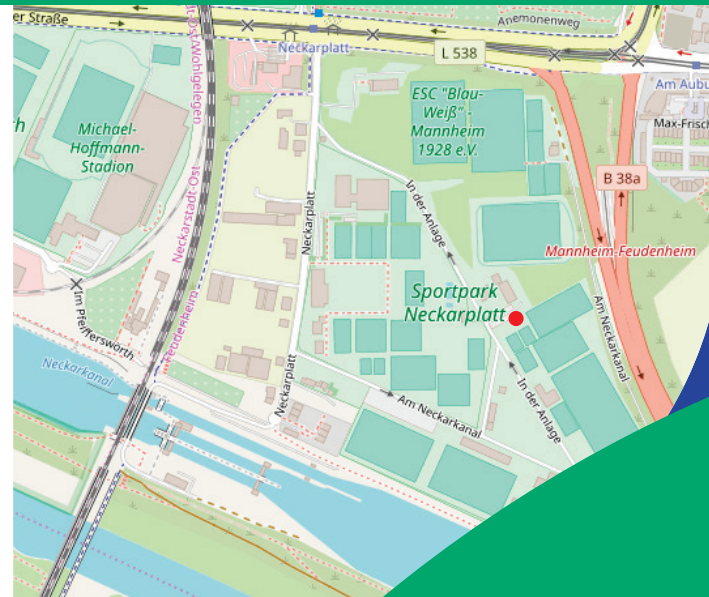 er Straße
Anemonenweg
Neckarplatt
L 538
Am Aubu
Max-Frisch
B 38a
ESC "Blau-
Weiß" -
Mannheim
1928 e.V.
Michael-
Hoffmann-
Stadion
h
Neckarstadt-Ost
r-Ost/Wohlgelegen
Feudenheim
Neckarplatt
In der Anlage
Mannheim-Feudenheim
Sportpark
Neckarplatt
Am Neckarkanal
Im Pfeiffersworth
Neckarkanal
Neckarplatt
Am Neckarkanal
In der Anlage